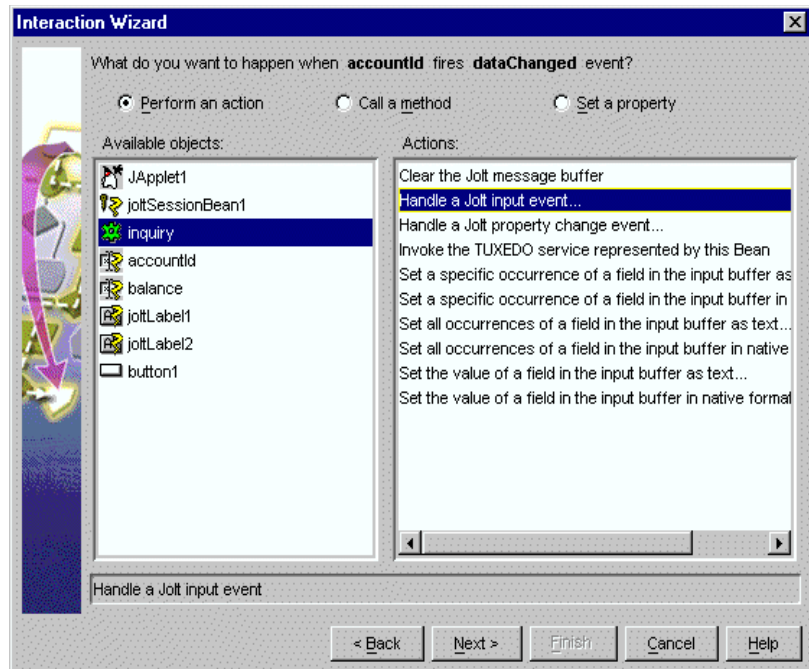 Interaction Wizard
What do you want to happen when accountId fires dataChanged event?
Perform an action
Call a method
Set a property
Available objects:
JApplet1
joltSessionBean1
inquiry
accountId
balance
joltLabel1
joltLabel2
button1
Actions:
Clear the Jolt message buffer
Handle a Jolt input event...
Handle a Jolt property change event...
Invoke the TUXEDO service represented by this Bean
Set a specific occurrence of a field in the input buffer as
Set a specific occurrence of a field in the input buffer in
Set all occurrences of a field in the input buffer as text...
Set all occurrences of a field in the input buffer in native
Set the value of a field in the input buffer as text...
Set the value of a field in the input buffer in native format
Handle a Jolt input event
< Back
Next >
Finish
Cancel
Help